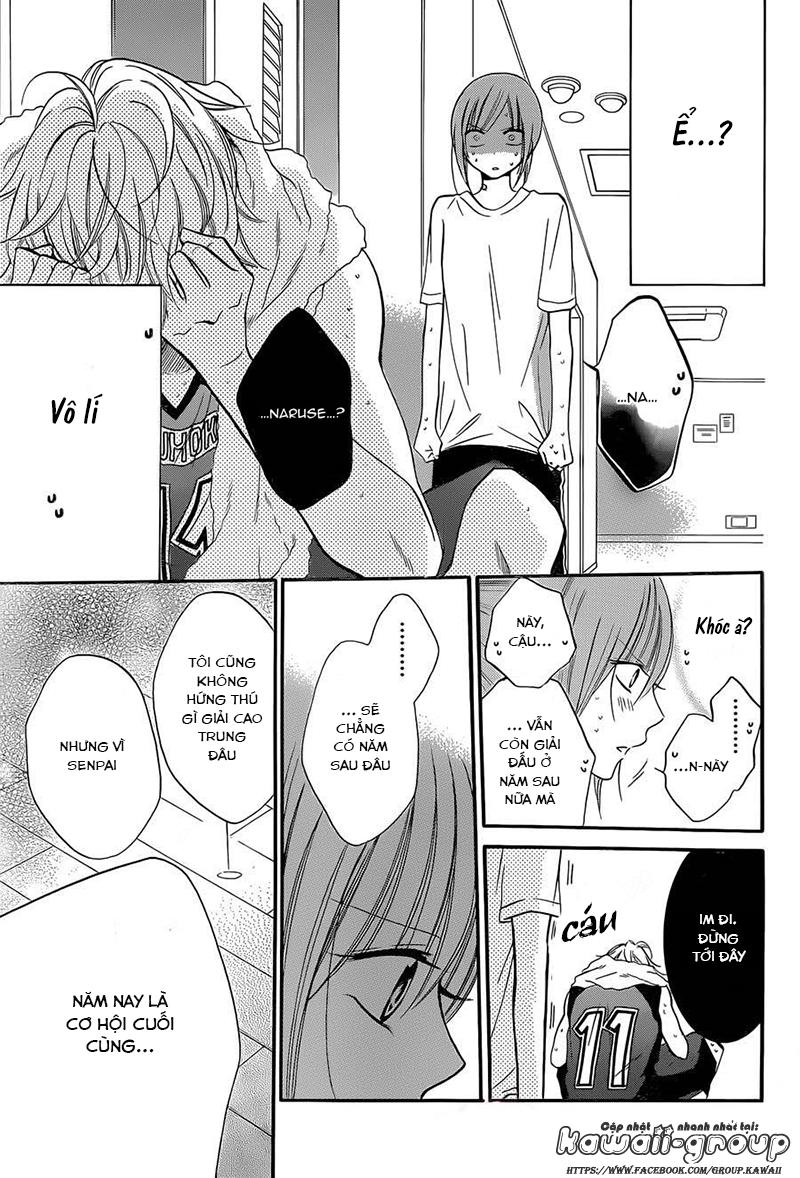 Ể...?
...NA...
...NARUSE...?
Vô lí
Khóc à?
...N-NÀY
NÀY,
CẬU...
... VẪN
CÒN GIẢI
ĐẤU Ở
NĂM SAU
NỮA MÀ
IM ĐI.
ĐỪNG
TỚI ĐÂY
cáu
11
... SẼ
CHẲNG
CÓ NĂM
SAU ĐÂU
TÔI CŨNG
KHÔNG
HỨNG THÚ
GÌ GIẢI CAO
TRUNG
ĐÂU
NHƯNG VÌ
SENPAI
NĂM NAY LÀ
CƠ HỘI CUỐI
CÙNG...
Cập nhật nhanh nhất tại:
kawaii-group
HTTPS://WWW.FACEBOOK.COM/GROUP.KAWAII